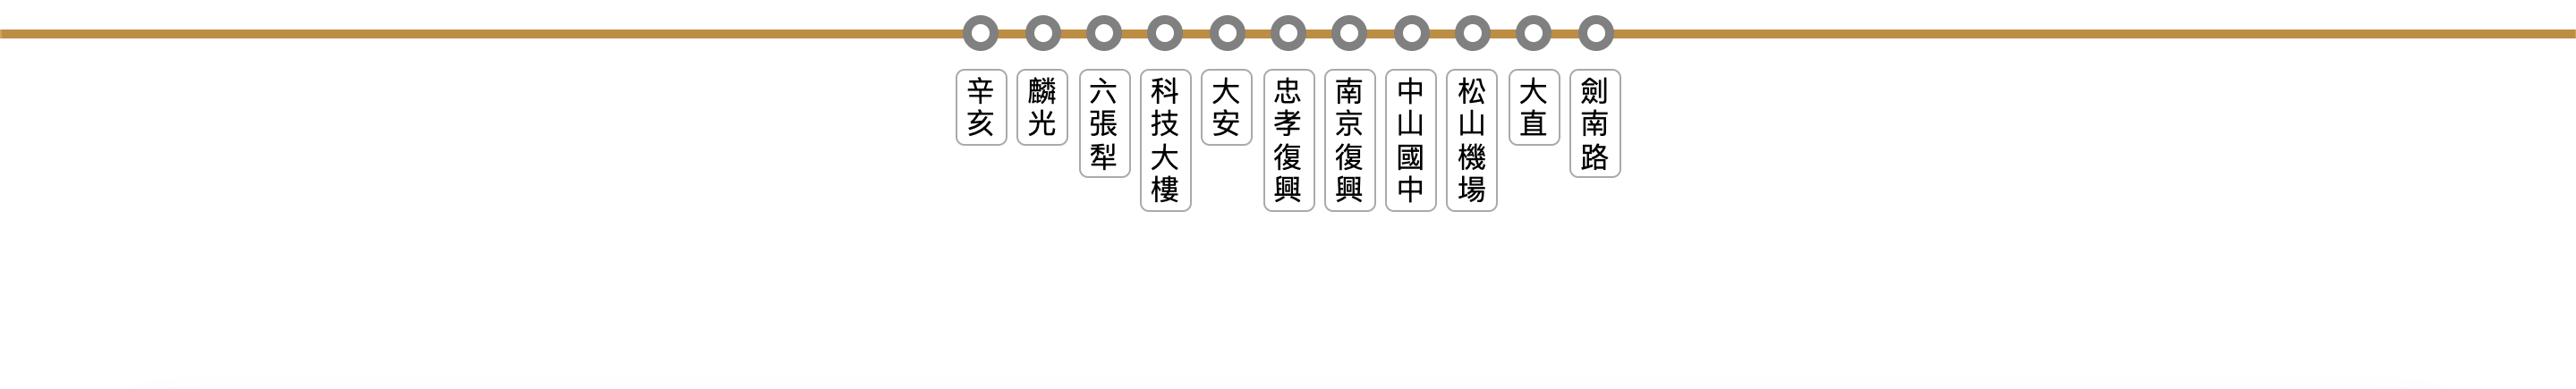 辛亥
麟光
六張犁
科技大樓
大安
忠孝復興
南京復興
中山國中
松山機場
大直
劍南路